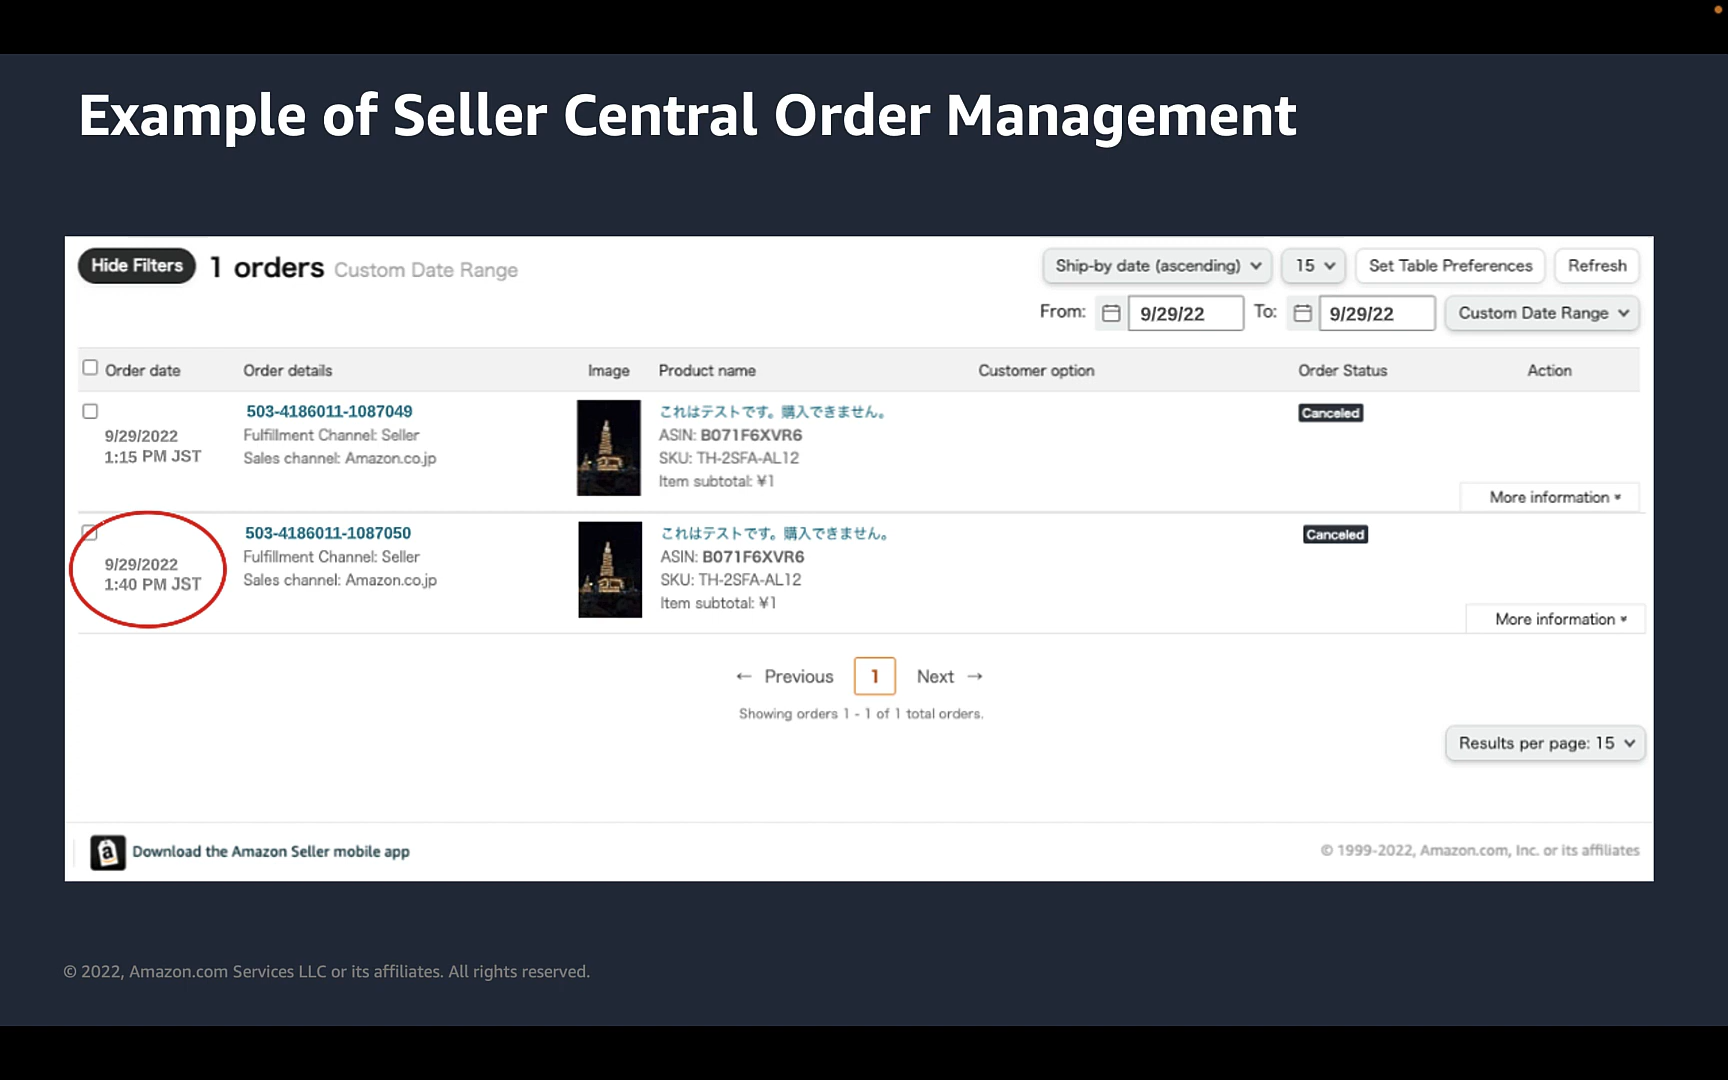 Example of Seller Central Order Management
Hide Filters 1 orders Custom Date Range Ship-by date (ascending) 15 Set Table Preferences Refresh
From: 9/29/22 To: 9/29/22 Custom Date Range
Order date Order details Image Product name Customer option Order Status Action
9/29/2022
1:15 PM JST
503-4186011-1087049
Fulfillment Channel: Seller
Sales channel: Amazon.co.jp
これはテストです。購入できません。
ASIN: B071F6XVR6
SKU: TH-2SFA-AL12
Item subtotal: ¥1
Canceled
More information
9/29/2022
1:40 PM JST
503-4186011-1087050
Fulfillment Channel: Seller
Sales channel: Amazon.co.jp
これはテストです。購入できません。
ASIN: B071F6XVR6
SKU: TH-2SFA-AL12
Item subtotal: ¥1
Canceled
More information
← Previous 1 Next →
Showing orders 1 - 1 of 1 total orders.
Results per page: 15
a Download the Amazon Seller mobile app
© 1999-2022, Amazon.com, Inc. or its affiliates
© 2022, Amazon.com Services LLC or its affiliates. All rights reserved.